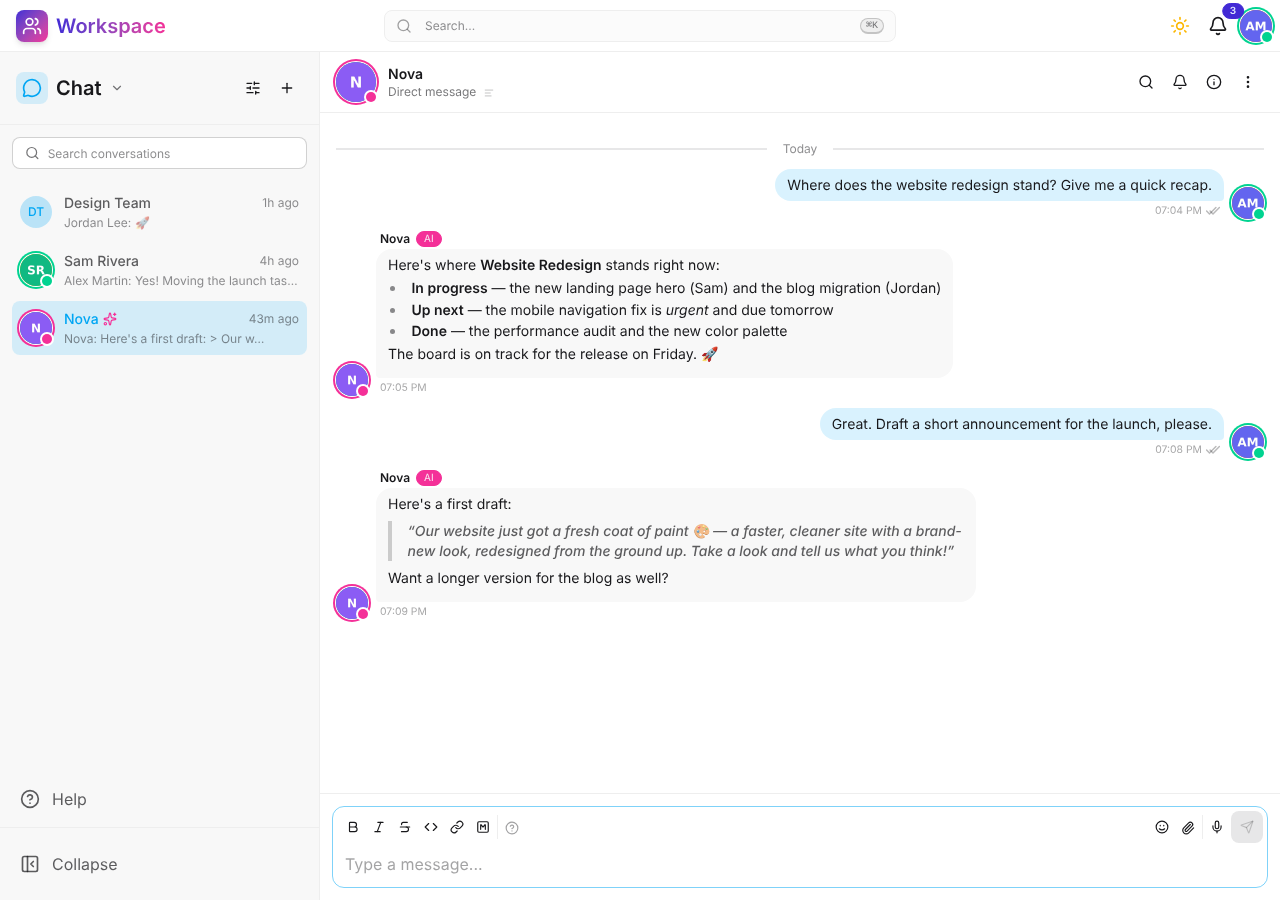 Workspace
Search...
⌘K
3
AM
Chat
Search conversations
DT
Design Team
1h ago
Jordan Lee: 🚀
SR
Sam Rivera
4h ago
Alex Martin: Yes! Moving the launch tas...
N
Nova
43m ago
Nova: Here's a first draft: > Our w...
Help
Collapse
N
Nova
Direct message
Today
Where does the website redesign stand? Give me a quick recap.
AM
07:04 PM
Nova AI
Here's where Website Redesign stands right now:
• In progress — the new landing page hero (Sam) and the blog migration (Jordan)
• Up next — the mobile navigation fix is urgent and due tomorrow
• Done — the performance audit and the new color palette
The board is on track for the release on Friday. 🚀
N
07:05 PM
Great. Draft a short announcement for the launch, please.
AM
07:08 PM
Nova AI
Here's a first draft:
“Our website just got a fresh coat of paint 🎨 — a faster, cleaner site with a brand-
new look, redesigned from the ground up. Take a look and tell us what you think!”
Want a longer version for the blog as well?
N
07:09 PM
Type a message...